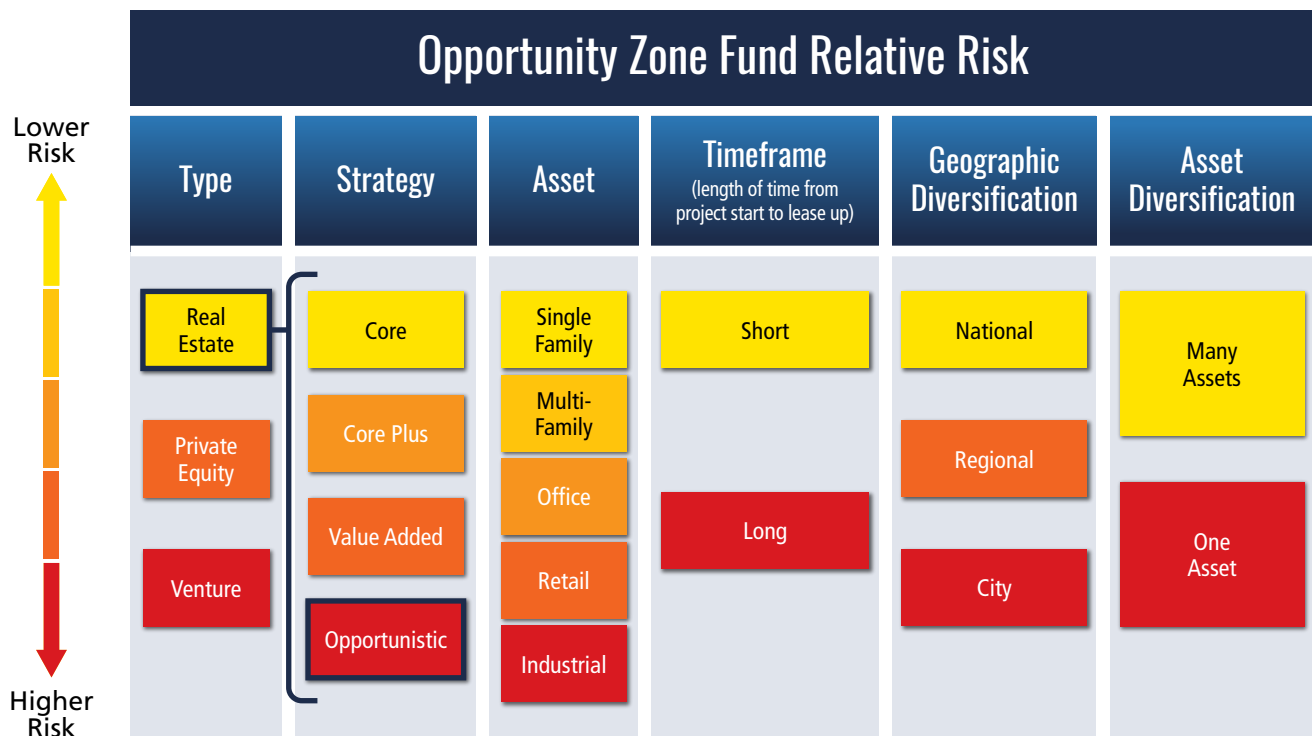 Opportunity Zone Fund Relative Risk
Lower
Risk
Type
Strategy
Asset
Timeframe
(length of time from
project start to lease up)
Geographic
Diversification
Asset
Diversification
Real
Estate
Private
Equity
Venture
Core
Core Plus
Value Added
Opportunistic
Single
Family
Multi-
Family
Office
Retail
Industrial
Short
Long
National
Regional
City
Many
Assets
One
Asset
Higher
Risk